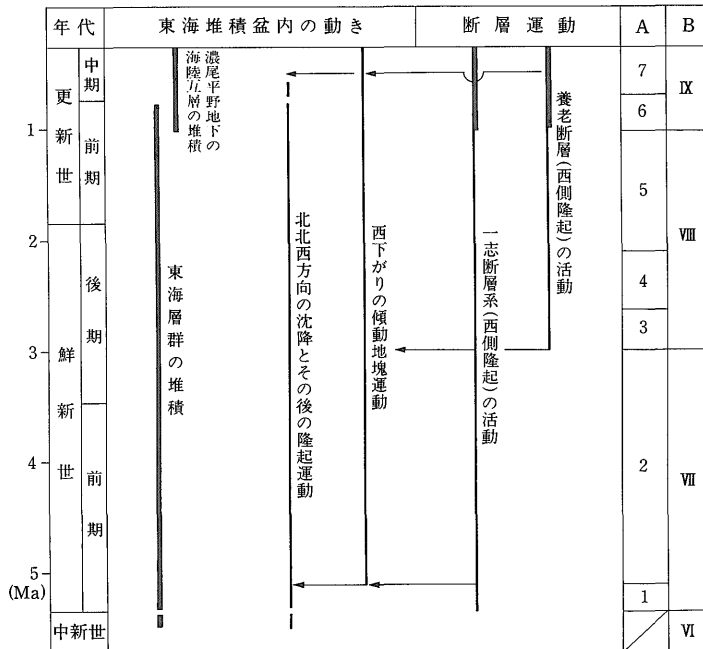 年代
東海堆積盆内の動き
断層運動
A
B
更新世
中期
前期
鮮新世
後期
前期
中新世
1
2
3
4
5
(Ma)
濃尾平野地下の
海陸互層の堆積
東海層群の堆積
北北西方向の沈降とその後の隆起運動
西下がりの傾動地塊運動
一志断層系(西側隆起)の活動
養老断層(西側隆起)の活動
7
6
5
4
3
2
1
Ⅸ
Ⅷ
Ⅶ
Ⅵ